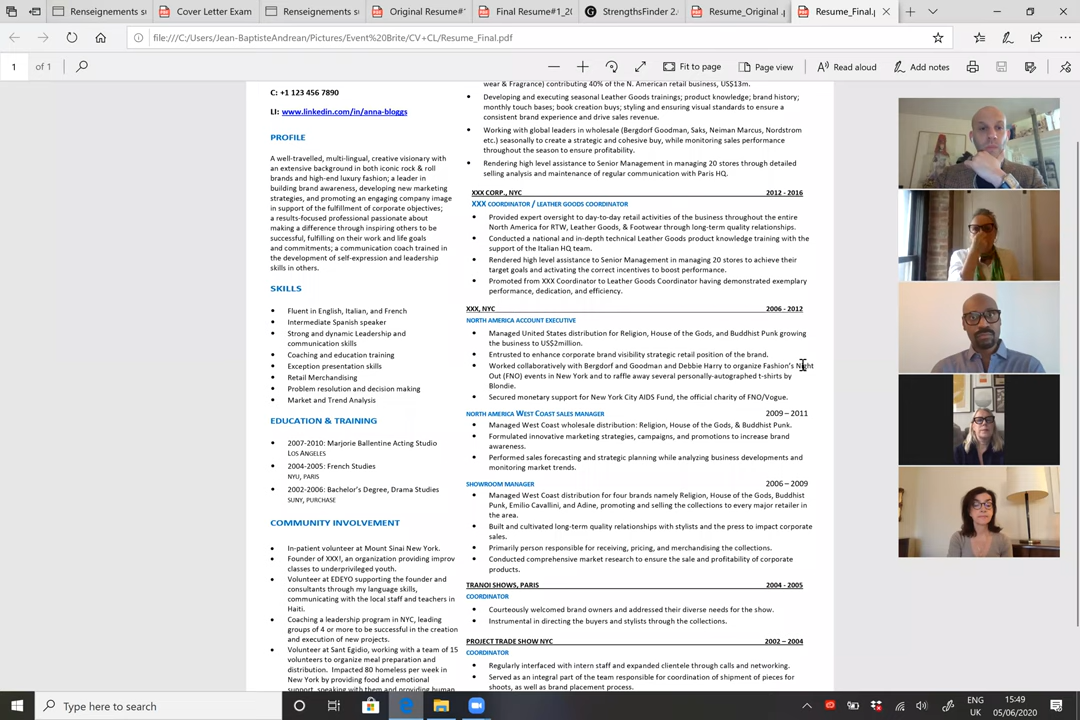 Renseignements s
Cover Letter Exam
Renseignements s
Original Resume#
Final Resume#1_20
StrengthsFinder 2.
Resume_Original .p
Resume_Final.p
file:///C:/Users/Jean-BaptisteAndrean/Pictures/Event%20Brite/CV+CL/Resume_Final.pdf
1 of 1
Fit to page
Page view
Read aloud
Add notes
C: +1 123 456 7890
LI: www.linkedin.com/in/anna-bloggs
PROFILE
A well-travelled, multi-lingual, creative visionary with
an extensive background in both iconic rock & roll
brands and high-end luxury fashion; a leader in
building brand awareness, developing new marketing
strategies, and promoting an engaging company image
in support of the fulfillment of corporate objectives;
a results-focused professional passionate about
making a difference through inspiring others to be
successful, fulfilling on their work and life goals
and commitments; a communication coach trained in
the development of self-expression and leadership
skills in others.
SKILLS
• Fluent in English, Italian, and French
• Intermediate Spanish speaker
• Strong and dynamic Leadership and
communication skills
• Coaching and education training
• Exception presentation skills
• Retail Merchandising
• Problem resolution and decision making
• Market and Trend Analysis
EDUCATION & TRAINING
• 2007-2010: Marjorie Ballentine Acting Studio
LOS ANGELES
• 2004-2005: French Studies
NYU, PARIS
• 2002-2006: Bachelor's Degree, Drama Studies
SUNY, PURCHASE
COMMUNITY INVOLVEMENT
• In-patient volunteer at Mount Sinai New York.
• Founder of XXX!, an organization providing improv
classes to underprivileged youth.
• Volunteer at EDEYO supporting the founder and
consultants through my language skills,
communicating with the local staff and teachers in
Haiti.
• Coaching a leadership program in NYC, leading
groups of 4 or more to be successful in the creation
and execution of new projects.
• Volunteer at Sant Egidio, working with a team of 15
volunteers to organize meal preparation and
distribution. Impacted 80 homeless per week in
New York by providing food and emotional
support, speaking with them and providing human
wear & Fragrance) contributing 40% of the N. American retail business, US$13m.
• Developing and executing seasonal Leather Goods trainings; product knowledge; brand history;
monthly touch bases; book creation buys; styling and ensuring visual standards to ensure a
consistent brand experience and drive sales revenue.
• Working with global leaders in wholesale (Bergdorf Goodman, Saks, Neiman Marcus, Nordstrom
etc.) seasonally to create a strategic and cohesive buy, while monitoring sales performance
throughout the season to ensure profitability.
• Rendering high level assistance to Senior Management in managing 20 stores through detailed
selling analysis and maintenance of regular communication with Paris HQ.
XXX CORP., NYC 2012 - 2016
XXX COORDINATOR / LEATHER GOODS COORDINATOR
• Provided expert oversight to day-to-day retail activities of the business throughout the entire
North America for RTW, Leather Goods, & Footwear through long-term quality relationships.
• Conducted a national and in-depth technical Leather Goods product knowledge training with the
support of the Italian HQ team.
• Rendered high level assistance to Senior Management in managing 20 stores to achieve their
target goals and activating the correct incentives to boost performance.
• Promoted from XXX Coordinator to Leather Goods Coordinator having demonstrated exemplary
performance, dedication, and efficiency.
XXX, NYC 2006 - 2012
NORTH AMERICA ACCOUNT EXECUTIVE
• Managed United States distribution for Religion, House of the Gods, and Buddhist Punk growing
the business to US$2million.
• Entrusted to enhance corporate brand visibility strategic retail position of the brand.
• Worked collaboratively with Bergdorf and Goodman and Debbie Harry to organize Fashion's Night
Out (FNO) events in New York and to raffle away several personally-autographed t-shirts by
Blondie.
• Secured monetary support for New York City AIDS Fund, the official charity of FNO/Vogue.
NORTH AMERICA WEST COAST SALES MANAGER 2009 – 2011
• Managed West Coast wholesale distribution: Religion, House of the Gods, & Buddhist Punk.
• Formulated innovative marketing strategies, campaigns, and promotions to increase brand
awareness.
• Performed sales forecasting and strategic planning while analyzing business developments and
monitoring market trends.
SHOWROOM MANAGER 2006 – 2009
• Managed West Coast distribution for four brands namely Religion, House of the Gods, Buddhist
Punk, Emilio Cavallini, and Adine, promoting and selling the collections to every major retailer in
the area.
• Built and cultivated long-term quality relationships with stylists and the press to impact corporate
sales.
• Primarily person responsible for receiving, pricing, and merchandising the collections.
• Conducted comprehensive market research to ensure the sale and profitability of corporate
products.
TRANOI SHOWS, PARIS 2004 - 2005
COORDINATOR
• Courteously welcomed brand owners and addressed their diverse needs for the show.
• Instrumental in directing the buyers and stylists through the collections.
PROJECT TRADE SHOW NYC 2002 – 2004
COORDINATOR
• Regularly interfaced with intern staff and expanded clientele through calls and networking.
• Served as an integral part of the team responsible for coordination of shipment of pieces for
shoots, as well as brand placement process.
Type here to search
ENG
UK
15:49
05/06/2020